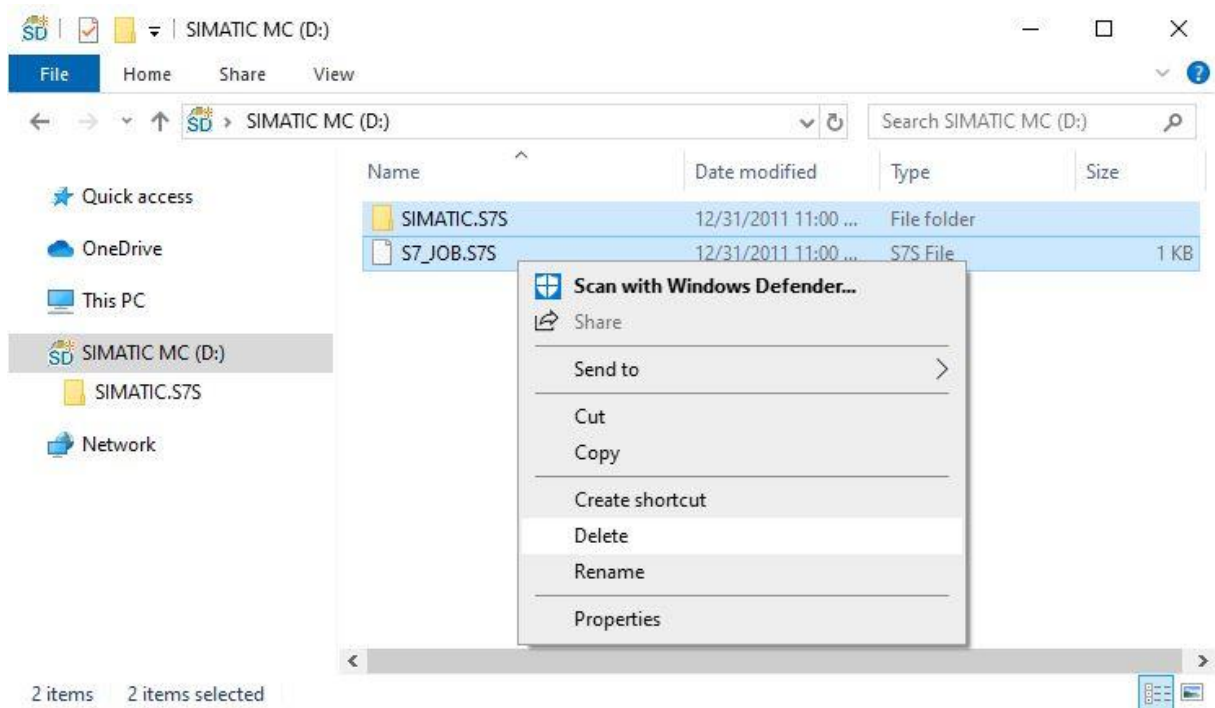 SD SIMATIC MC (D:)
File Home Share View
SD SIMATIC MC (D:) Search SIMATIC MC (D:)
Name Date modified Type Size
Quick access
SIMATIC.S7S 12/31/2011 11:00 ... File folder
OneDrive S7_JOB.S7S 12/31/2011 11:00 ... S7S File 1 KB
Scan with Windows Defender...
This PC
Share
SD SIMATIC MC (D:)
Send to
SIMATIC.S7S
Cut
Network
Copy
Create shortcut
Delete
Rename
Properties
2 items 2 items selected